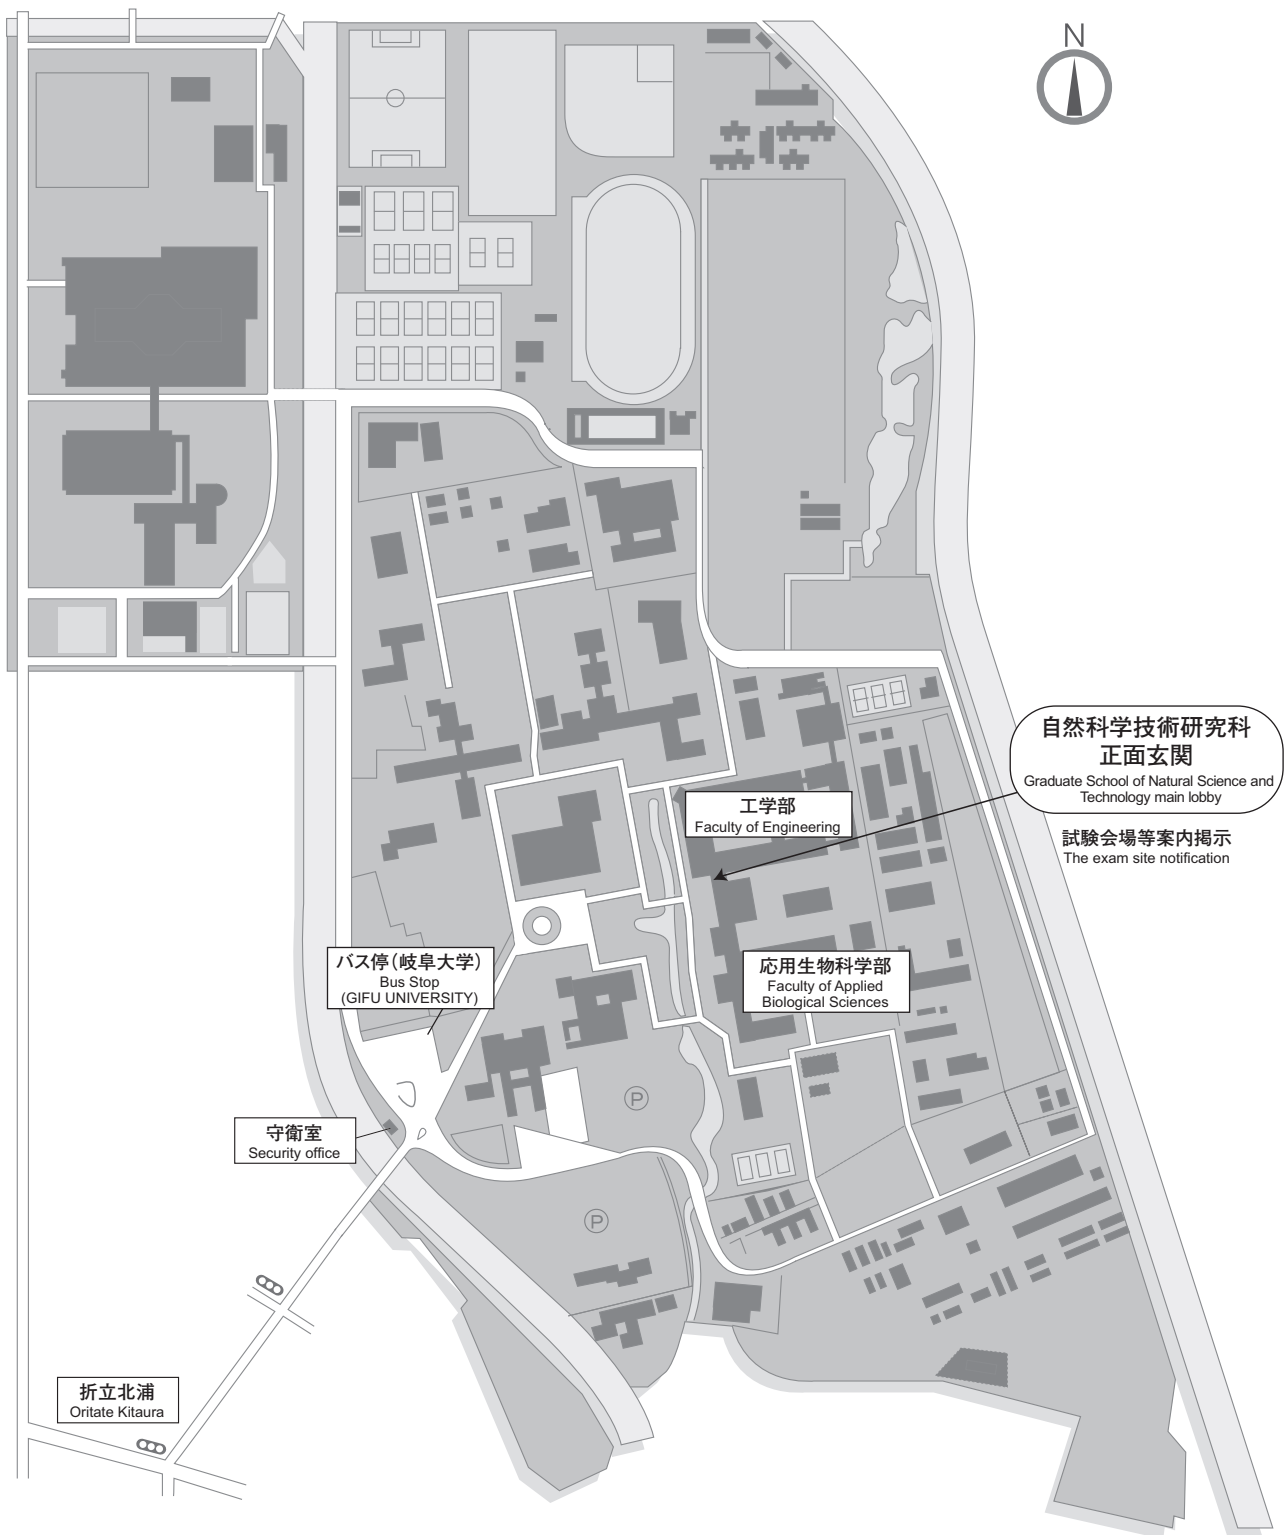 N
自然科学技術研究科
正面玄関
Graduate School of Natural Science and
Technology main lobby
試験会場等案内掲示
The exam site notification
工学部
Faculty of Engineering
応用生物科学部
Faculty of Applied
Biological Sciences
バス停(岐阜大学)
Bus Stop
(GIFU UNIVERSITY)
P
守衛室
Security office
P
折立北浦
Oritate Kitaura